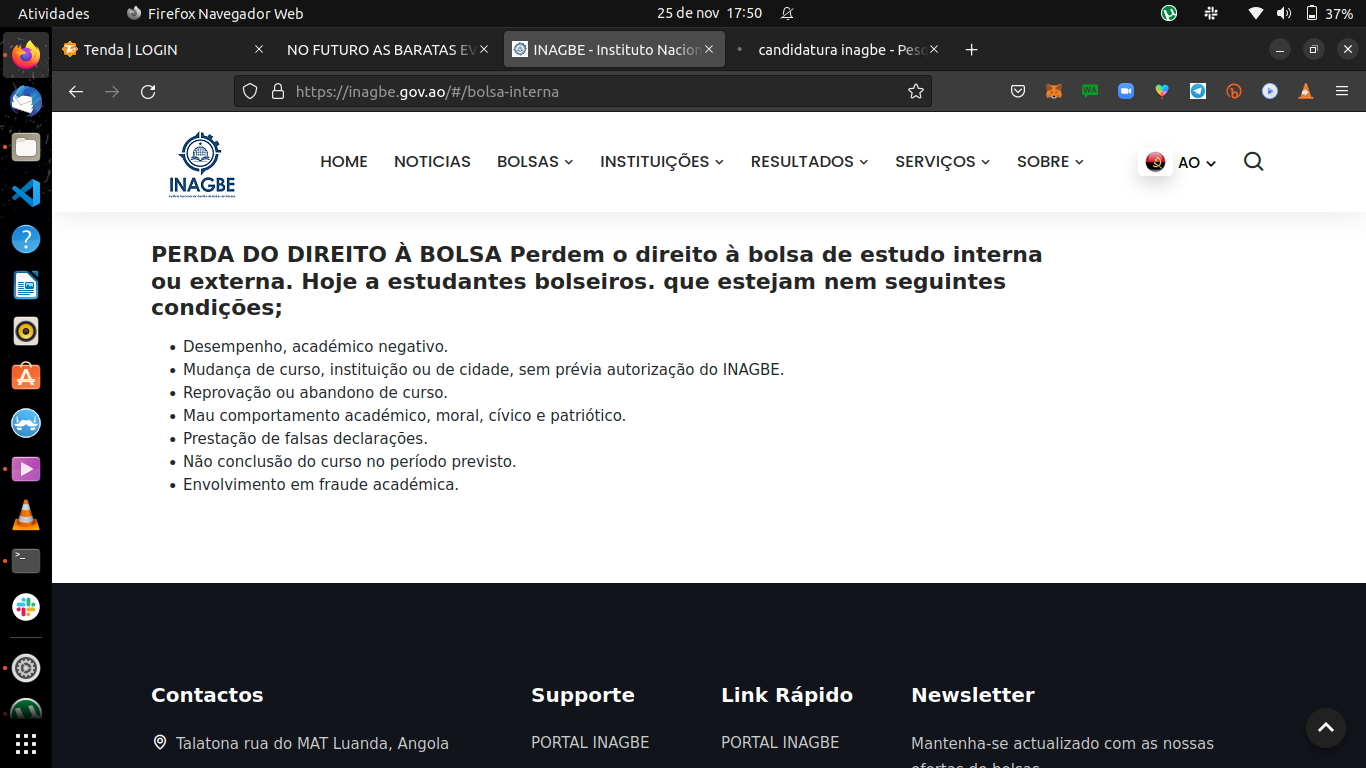 Atividades
Firefox Navegador Web
25 de nov 17:50
37%
Tenda | LOGIN
NO FUTURO AS BARATAS EV
INAGBE - Instituto Nacion
candidatura inagbe - Pesq
https://inagbe.gov.ao/#/bolsa-interna
INAGBE
HOME
NOTICIAS
BOLSAS
INSTITUIÇÕES
RESULTADOS
SERVIÇOS
SOBRE
AO
PERDA DO DIREITO À BOLSA Perdem o direito à bolsa de estudo interna
ou externa. Hoje a estudantes bolseiros. que estejam nem seguintes
condições;
• Desempenho, académico negativo.
• Mudança de curso, instituição ou de cidade, sem prévia autorização do INAGBE.
• Reprovação ou abandono de curso.
• Mau comportamento académico, moral, cívico e patriótico.
• Prestação de falsas declarações.
• Não conclusão do curso no período previsto.
• Envolvimento em fraude académica.
Contactos
Talatona rua do MAT Luanda, Angola
Supporte
PORTAL INAGBE
Link Rápido
PORTAL INAGBE
Newsletter
Mantenha-se actualizado com as nossas
ofertas de bolsas